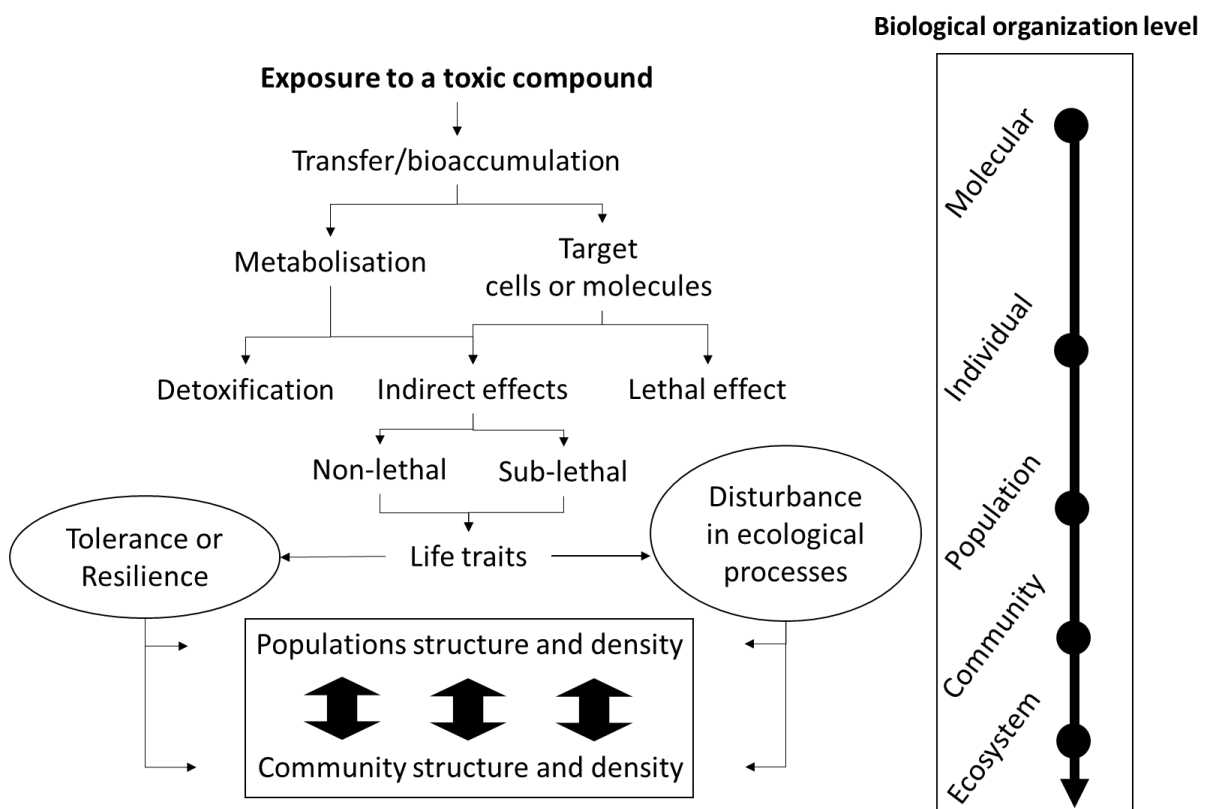 Biological organization level
Exposure to a toxic compound
Transfer/bioaccumulation
Metabolisation
Target
cells or molecules
Detoxification
Indirect effects
Lethal effect
Non-lethal
Sub-lethal
Tolerance or
Resilience
Life traits
Disturbance
in ecological
processes
Populations structure and density
Community structure and density
Molecular
Individual
Population
Community
Ecosystem